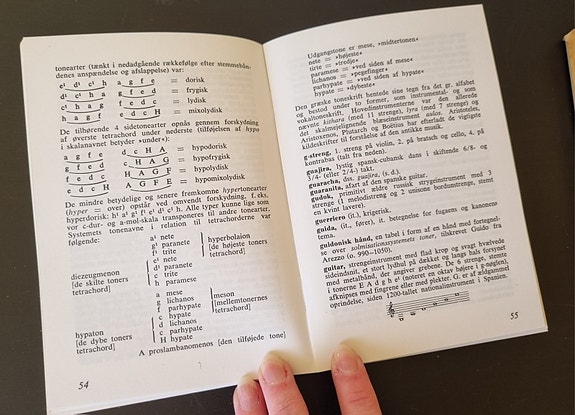 tonearter (tænkt i nedadgående rækkefølge efter stemmebån-
denes anspændelse og afslappelse) var:
e¹ d¹ c¹ h a g f e = dorisk
d¹ c¹ h a g f e d = frygisk
c¹ h a g f e d c = lydisk
h a g f e d c H = mixolydisk
De tilhørende 4 sidetonearter opnås gennem forskydning
af øverste tetrachord under nederste (tilføjelsen af hypo
i skalanavnet betyder »under«):
a g f e d c H A = hypodorisk
g f e d c H A G = hypofrygisk
f e d c H A G F = hypolydisk
e d c H A G F E = hypomixolydisk
De mindre betydelige og senere fremkomne hypertonearter
(hyper = over) opstår ved omvendt forskydning, f. eks.
hyperdorisk: h¹ a¹ g¹ f¹ e¹ d¹ c¹ h. Alle typer kunne lige som
vor c-dur- og a-mol-skala transponeres til andre tonearter.
Systemets tonenavne i relation til tetrachorderne var
følgende:
a¹ nete
g¹ paranete
f¹ trite
hyperbolaion
[de højeste toners
tetrachord]
diezeugmenon
[de skilte toners
tetrachord]
e¹ nete
d¹ paranete
c¹ trite
h paramese
a mese
g lichanos
f parhypate
e hypate
meson
[mellemtonernes
tetrachord]
hypaton
[de dybe toners
tetrachord]
d lichanos
c parhypate
H hypate
A proslambanomenos [den tilføjede tone]
54
Udgangstone er mese, »midtertonen«
nete = »højeste«
tirte = »tredje«
paramese = »ved siden af mese«
lichanos = »pegefinger«
parhypate = »ved siden af hypate«
hypate = »dybeste«
Den græske toneskrift hentede sine tegn fra det gr. alfabet
og bestod under to former, som instrumental- og som
vokaltoneskrift. Hovedinstrumenterne var den allerede
nævnte kithara (med 11 strenge), lyra (med 7 strenge) og
det skalmejelignende blæseinstrument aulos. Aristoteles,
Aristoxenos, Plutarch og Boëtius har efterladt de vigtigste
kildeskrifter til forståelse af den antikke musik.
g-streng, 1. streng på violin, 2. på bratsch og cello, 4. på
kontrabas (talt fra neden).
guajira, lystig spansk-cubansk dans i skiftende 6/8- og
3/4- (eller 2/4-) takt.
guaracha, dss. guajira, (s. d.).
guaranita, afart af den spanske guitar.
gudok, primitivt ældre russisk strygeinstrument med 3
strenge (1 melodistreng og 2 unisone bordunstrenge, stemt
en kvint lavere).
guerriero (it.), krigerisk.
guida, (it., fører), it. betegnelse for fugaens og kanonens
tema.
guidonisk hånd, en tabel i form af en hånd med fortegnel-
se over solmisationssystemets toner, tilskrevet Guido fra
Arezzo (o. 990–1050).
guitar, strengeinstrument med flad krop og svagt hvælvede
sideindsnit, et stort lydhul på dækket og langs hals forsynet
med metalbånd, der angiver grebene. De 6 strenge, stemte
i tonerne E A d g h e¹ (noteret en oktav højere i g-nøglen),
afknipses med fingrene eller med plekter. G. er af ældgammel
oprindelse, siden 1200-tallet nationalinstrument i Spanien.
55